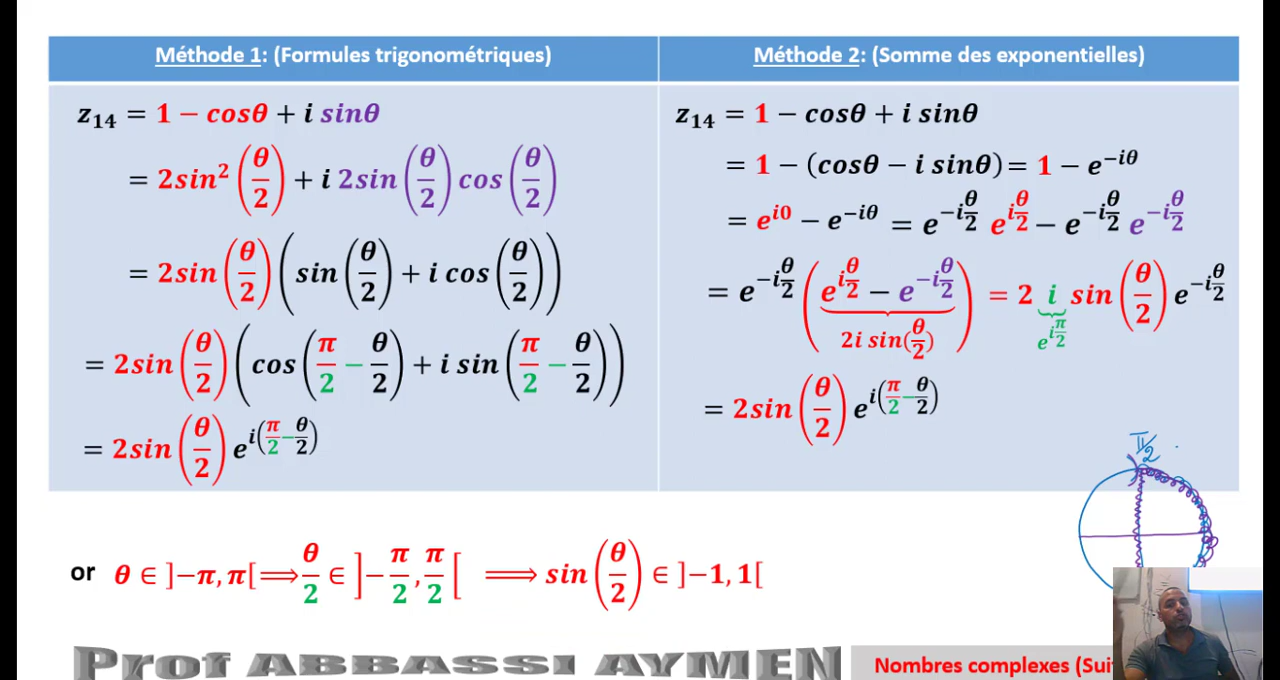 Méthode 1: (Formules trigonométriques)
z₁₄ = 1 − cosθ + i sinθ
= 2sin²(θ/2) + i 2sin(θ/2) cos(θ/2)
= 2sin(θ/2)(sin(θ/2) + i cos(θ/2))
= 2sin(θ/2)(cos(π/2 − θ/2) + i sin(π/2 − θ/2))
= 2sin(θ/2) e^{i(π/2 − θ/2)}
Méthode 2: (Somme des exponentielles)
z₁₄ = 1 − cosθ + i sinθ
= 1 − (cosθ − i sinθ) = 1 − e^{−iθ}
= e^{i0} − e^{−iθ} = e^{−iθ/2} e^{iθ/2} − e^{−iθ/2} e^{−iθ/2}
= e^{−iθ/2} (e^{iθ/2} − e^{−iθ/2}) = 2 i sin(θ/2) e^{−iθ/2}
2i sin(θ/2) e^{iπ/2}
= 2sin(θ/2) e^{i(π/2 − θ/2)}
π/2
or θ ∈ ]−π, π[ ⟹ θ/2 ∈ ]−π/2, π/2[ ⟹ sin(θ/2) ∈ ]−1, 1[
Prof ABBASSI AYMEN
Nombres complexes (Sui